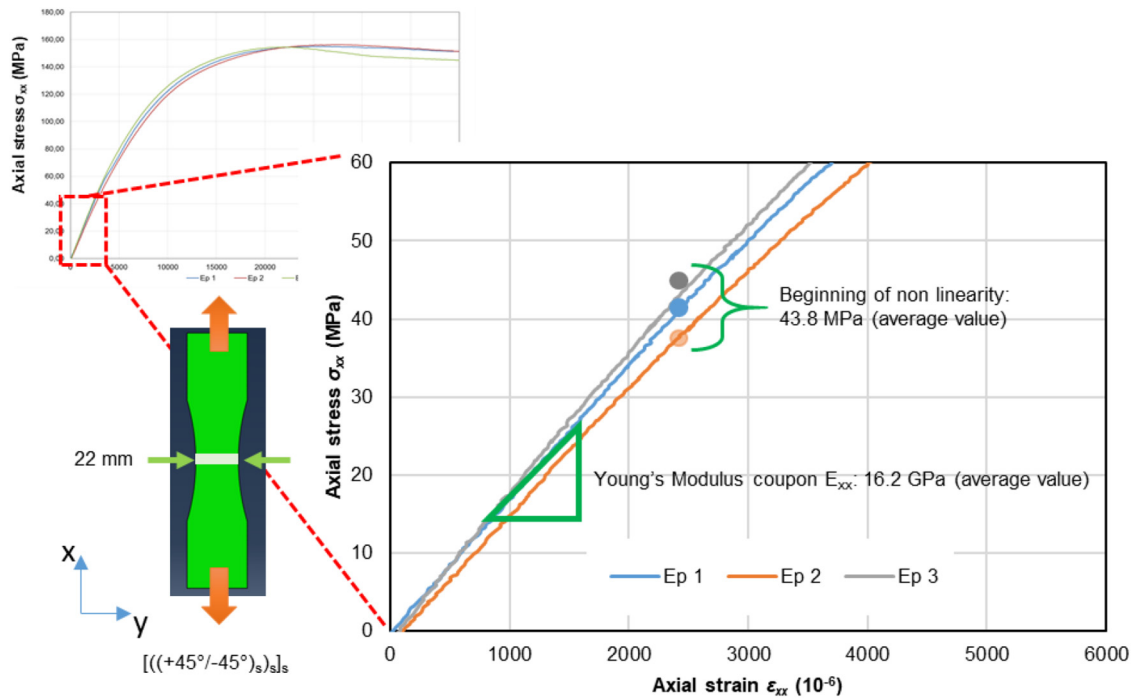 Axial stress σxx (MPa)
180,00
160,00
140,00
120,00
100,00
80,00
60,00
40,00
20,00
0,00
0
5000
10000
15000
20000
Ep 1
Ep 2
E
22 mm
x
y
[((+45°/-45°)s)s]s
Axial stress σxx (MPa)
60
50
40
30
20
10
0
0
1000
2000
3000
4000
5000
6000
Axial strain εxx (10-6)
Beginning of non linearity:
43.8 MPa (average value)
Young's Modulus coupon Exx: 16.2 GPa (average value)
Ep 1
Ep 2
Ep 3